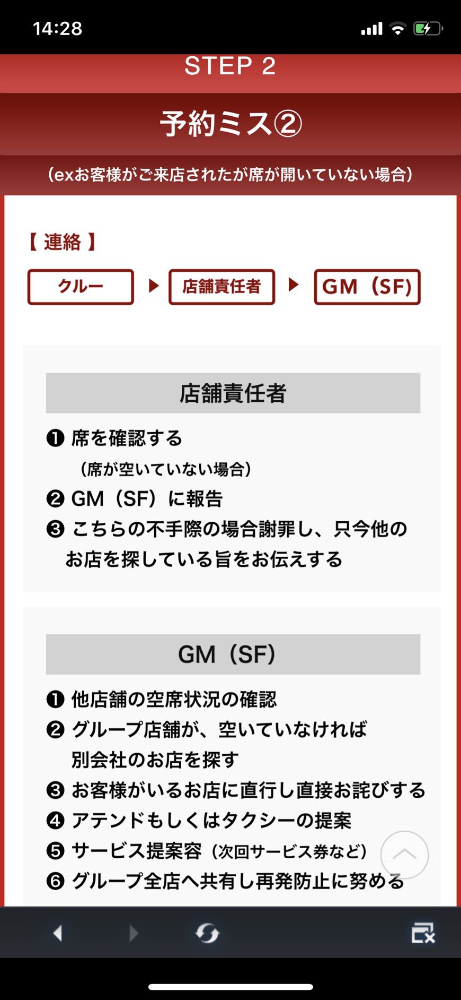 14:28
STEP 2
予約ミス②
（exお客様がご来店されたが席が開いていない場合）
【 連絡 】
クルー ▶ 店舗責任者 ▶ GM（SF)
店舗責任者
❶ 席を確認する
（席が空いていない場合）
❷ GM（SF）に報告
❸ こちらの不手際の場合謝罪し、只今他の
お店を探している旨をお伝えする
GM（SF）
❶ 他店舗の空席状況の確認
❷ グループ店舗が、空いていなければ
別会社のお店を探す
❸ お客様がいるお店に直行し直接お詫びする
❹ アテンドもしくはタクシーの提案
❺ サービス提案容（次回サービス券など）
❻ グループ全店へ共有し再発防止に努める